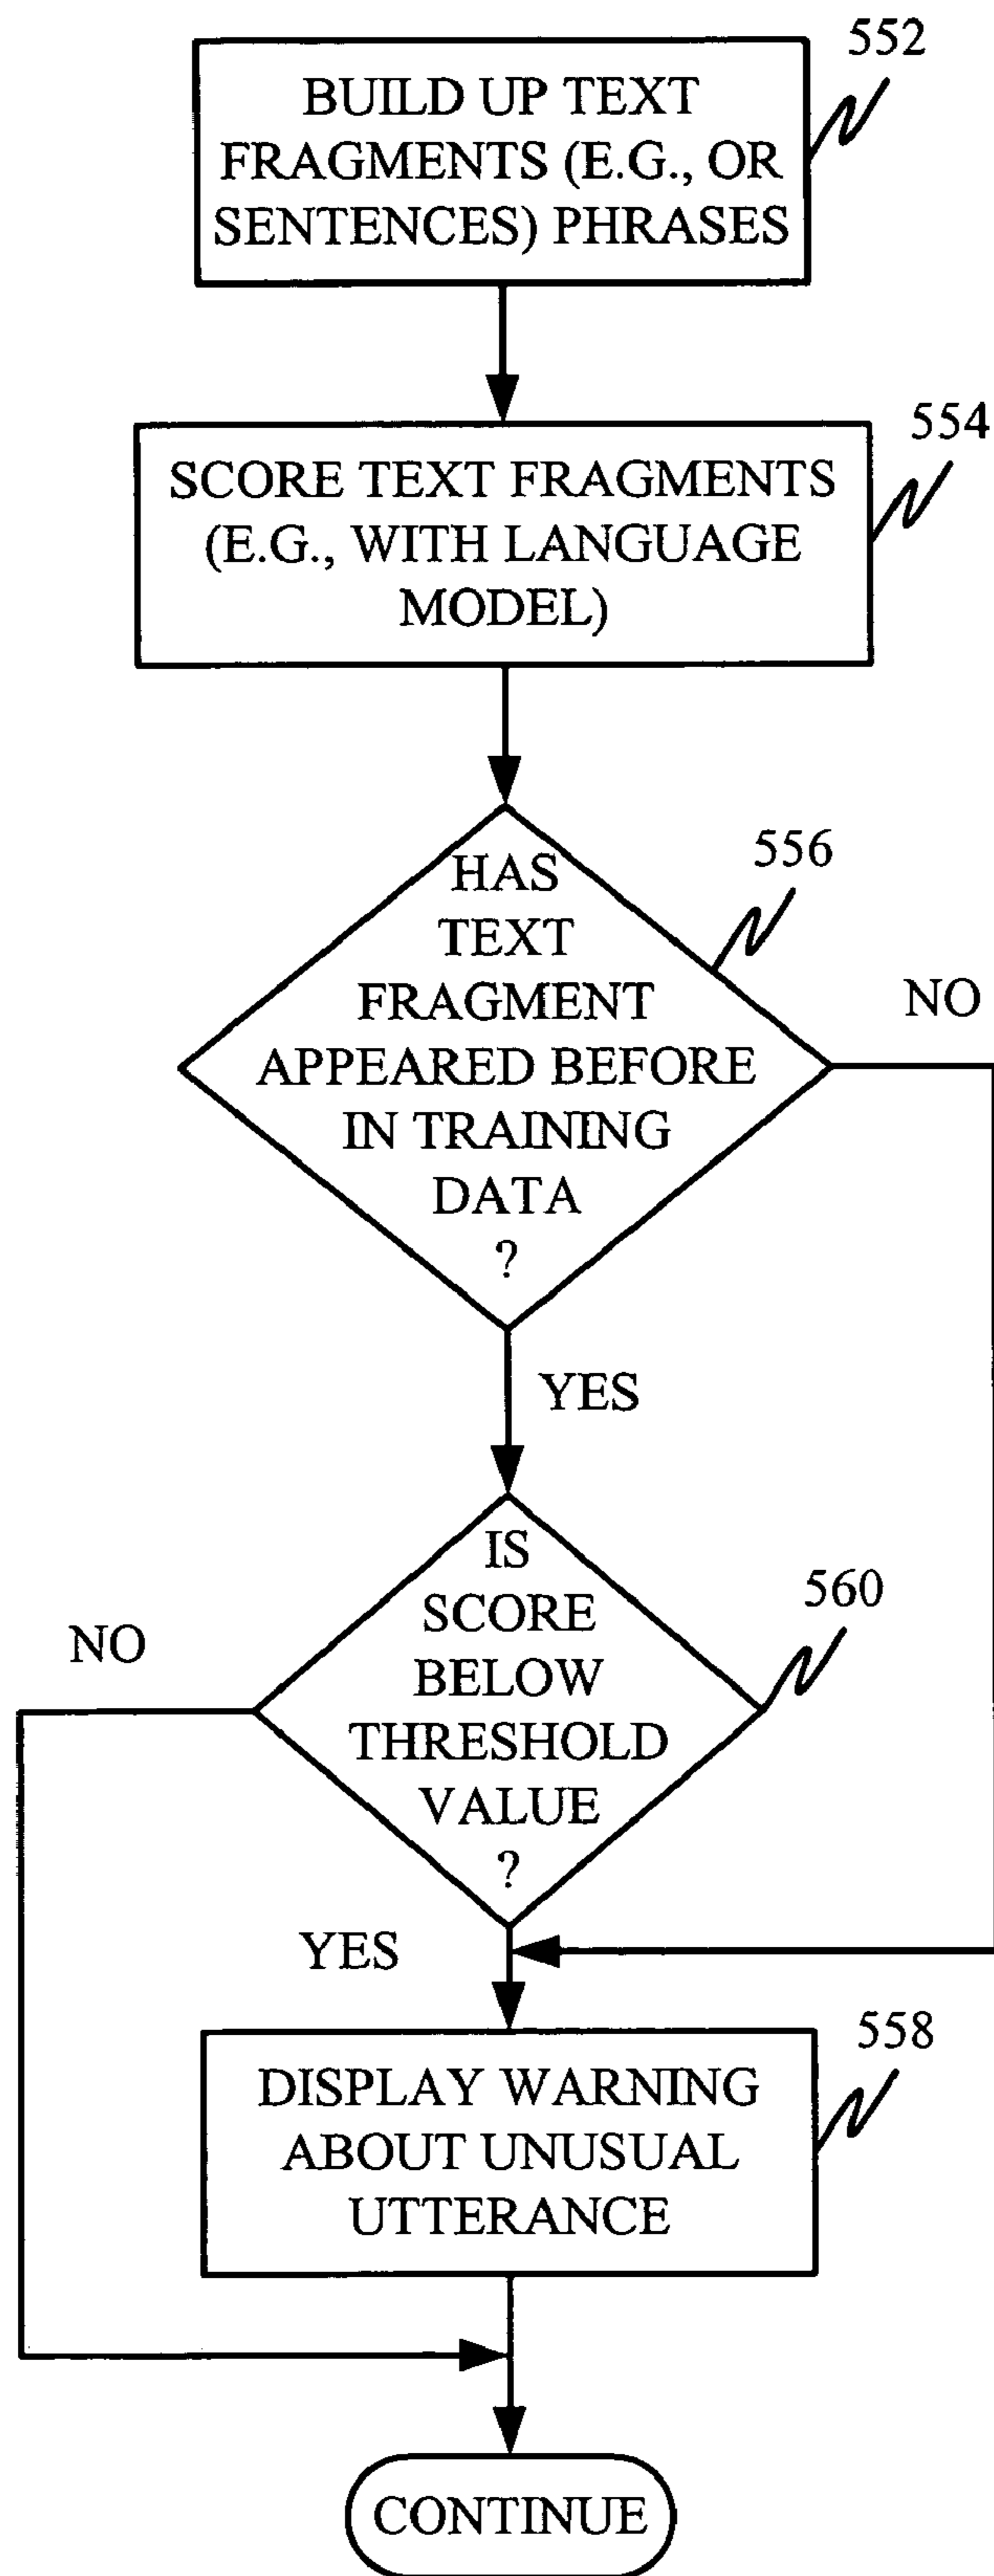 552
BUILD UP TEXT
FRAGMENTS (E.G., OR
SENTENCES) PHRASES
554
SCORE TEXT FRAGMENTS
(E.G., WITH LANGUAGE
MODEL)
556
HAS
TEXT
FRAGMENT
APPEARED BEFORE
IN TRAINING
DATA
?
NO
YES
560
IS
SCORE
BELOW
THRESHOLD
VALUE
?
NO
YES
558
DISPLAY WARNING
ABOUT UNUSUAL
UTTERANCE
CONTINUE